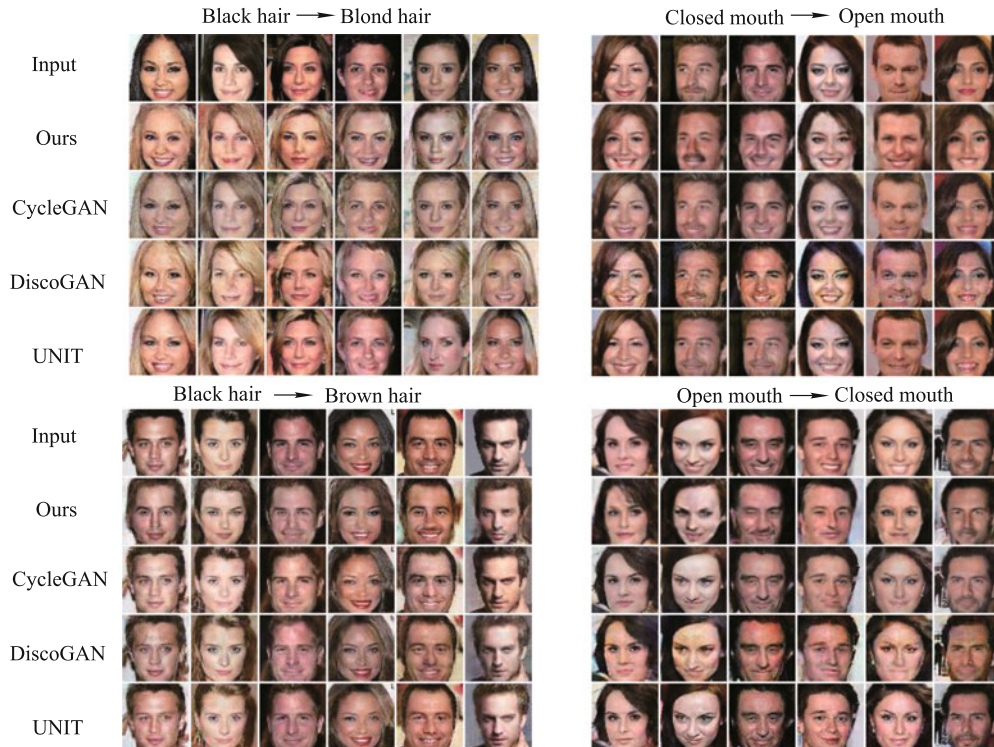 Black hair → Blond hair
Input
Ours
CycleGAN
DiscoGAN
UNIT
Closed mouth → Open mouth
Black hair → Brown hair
Input
Ours
CycleGAN
DiscoGAN
UNIT
Open mouth → Closed mouth